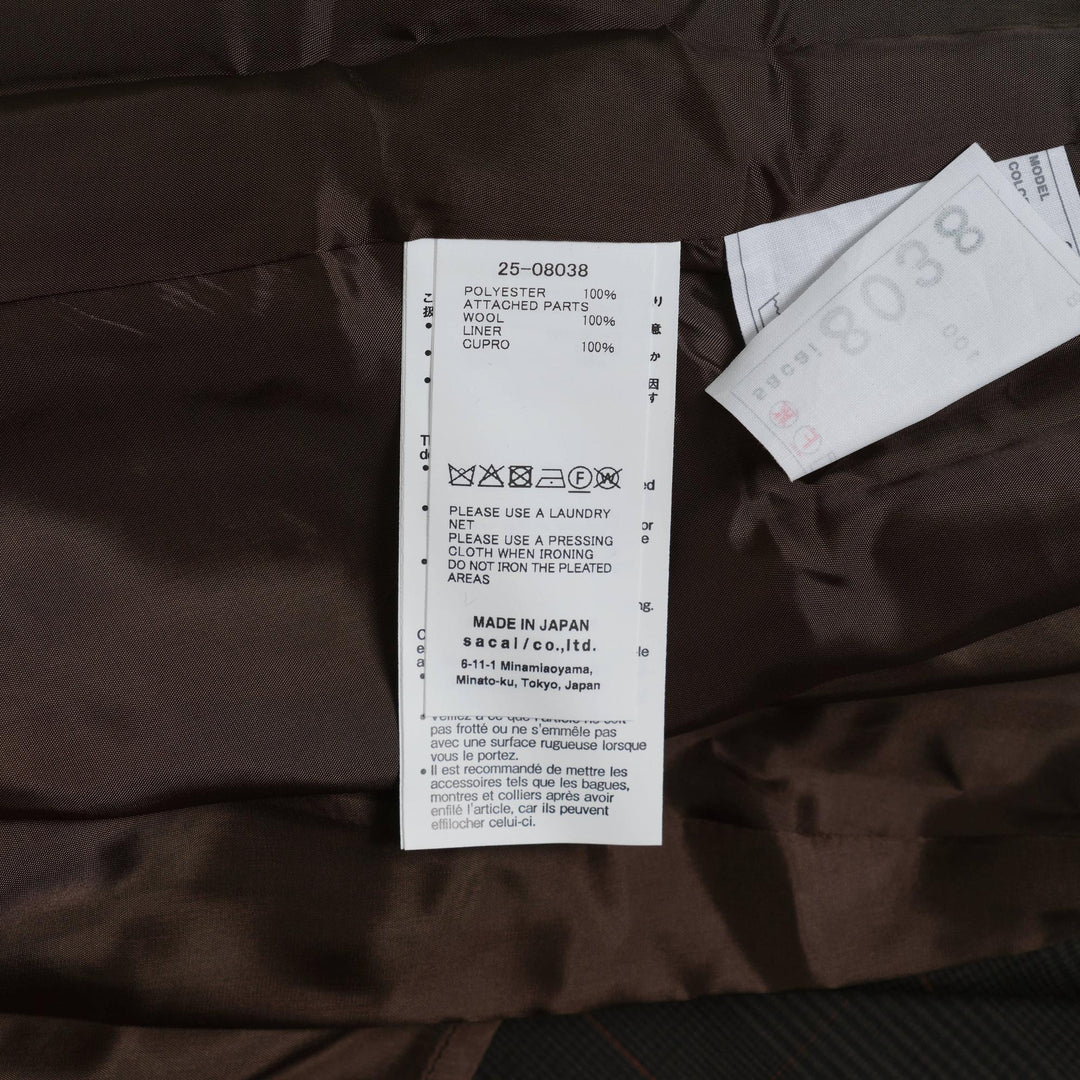 25-08038
POLYESTER 100%
ATTACHED PARTS
WOOL 100%
LINER
CUPRO 100%
PLEASE USE A LAUNDRY
NET
PLEASE USE A PRESSING
CLOTH WHEN IRONING
DO NOT IRON THE PLEATED
AREAS
MADE IN JAPAN
sacai/co.,ltd.
6-11-1 Minamiaoyama,
Minato-ku, Tokyo, Japan
pas frotté ou ne s'emmêle pas
avec une surface rugueuse lorsque
vous le portez.
• Il est recommandé de mettre les
accessoires tels que les bagues,
montres et colliers après avoir
enfilé l'article, car ils peuvent
effilocher celui-ci.
MODEL
8038
001
sacai